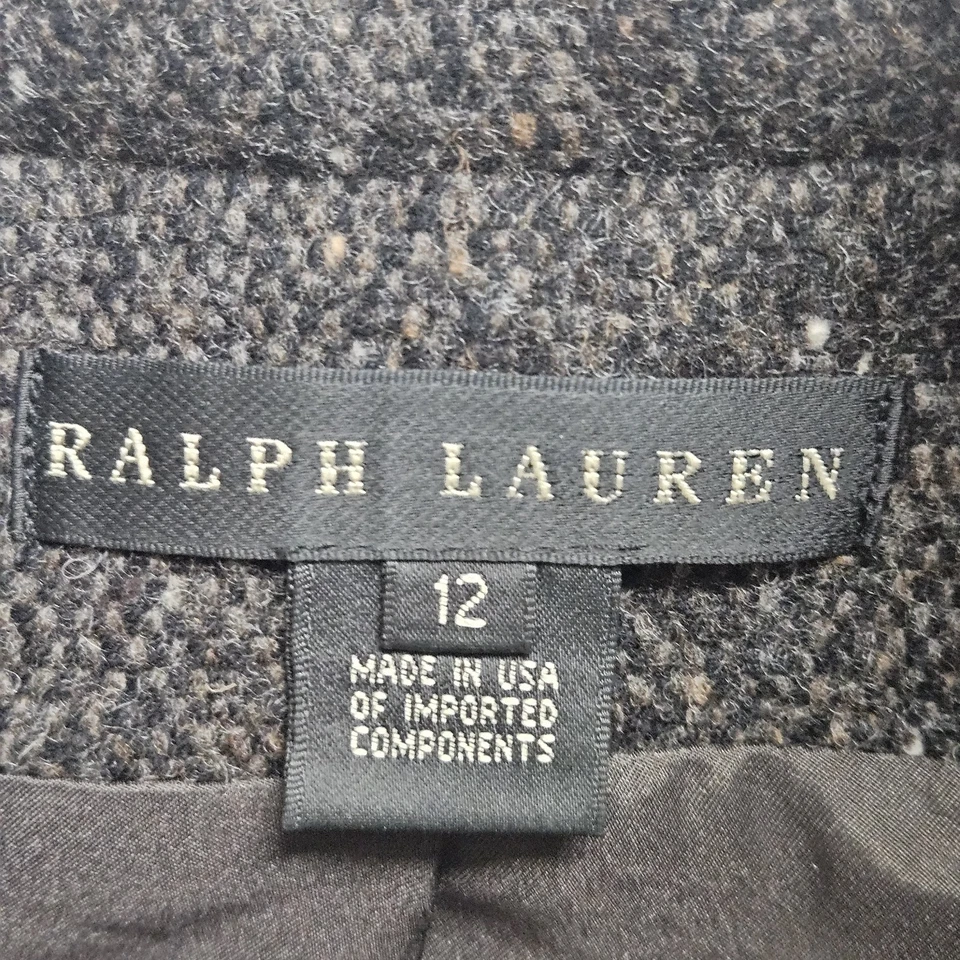 RALPH LAUREN
12
MADE IN USA
OF IMPORTED
COMPONENTS